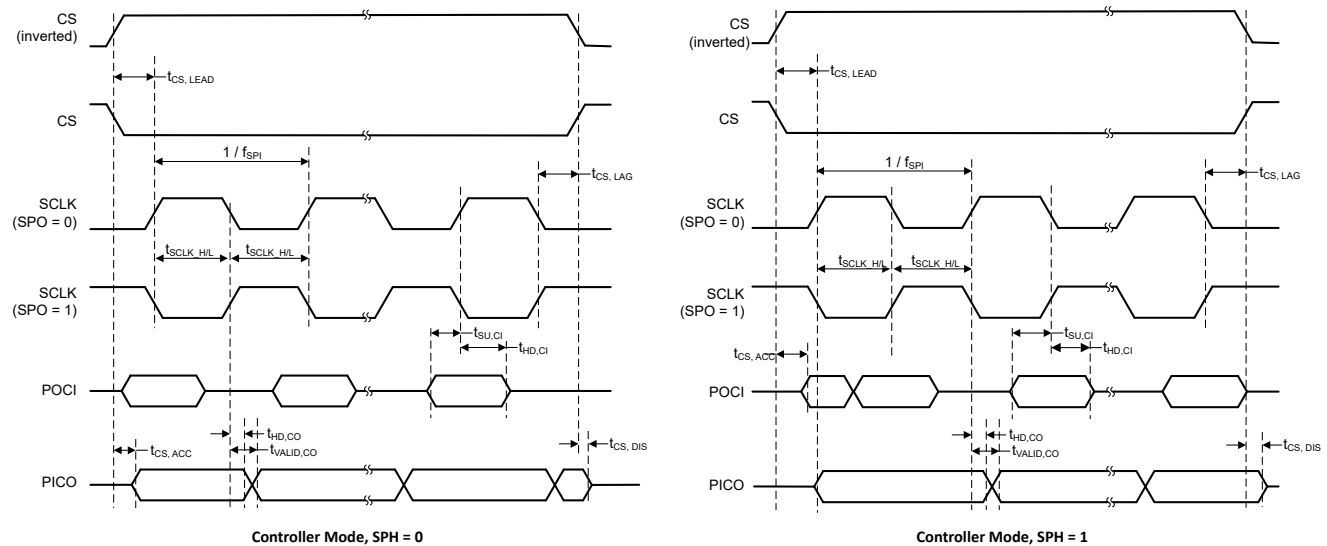 CS
(inverted)
tCS, LEAD
CS
1 / fSPI
tCS, LAG
SCLK
(SPO = 0)
tSCLK_H/L
tSCLK_H/L
SCLK
(SPO = 1)
tSU,CI
tHD,CI
POCI
tHD,CO
tCS, ACC
tVALID,CO
tCS, DIS
PICO
Controller Mode, SPH = 0
CS
(inverted)
tCS, LEAD
CS
1 / fSPI
tCS, LAG
SCLK
(SPO = 0)
tSCLK_H/L
tSCLK_H/L
SCLK
(SPO = 1)
tSU,CI
tHD,CI
tCS, ACC
POCI
tHD,CO
tVALID,CO
tCS, DIS
PICO
Controller Mode, SPH = 1